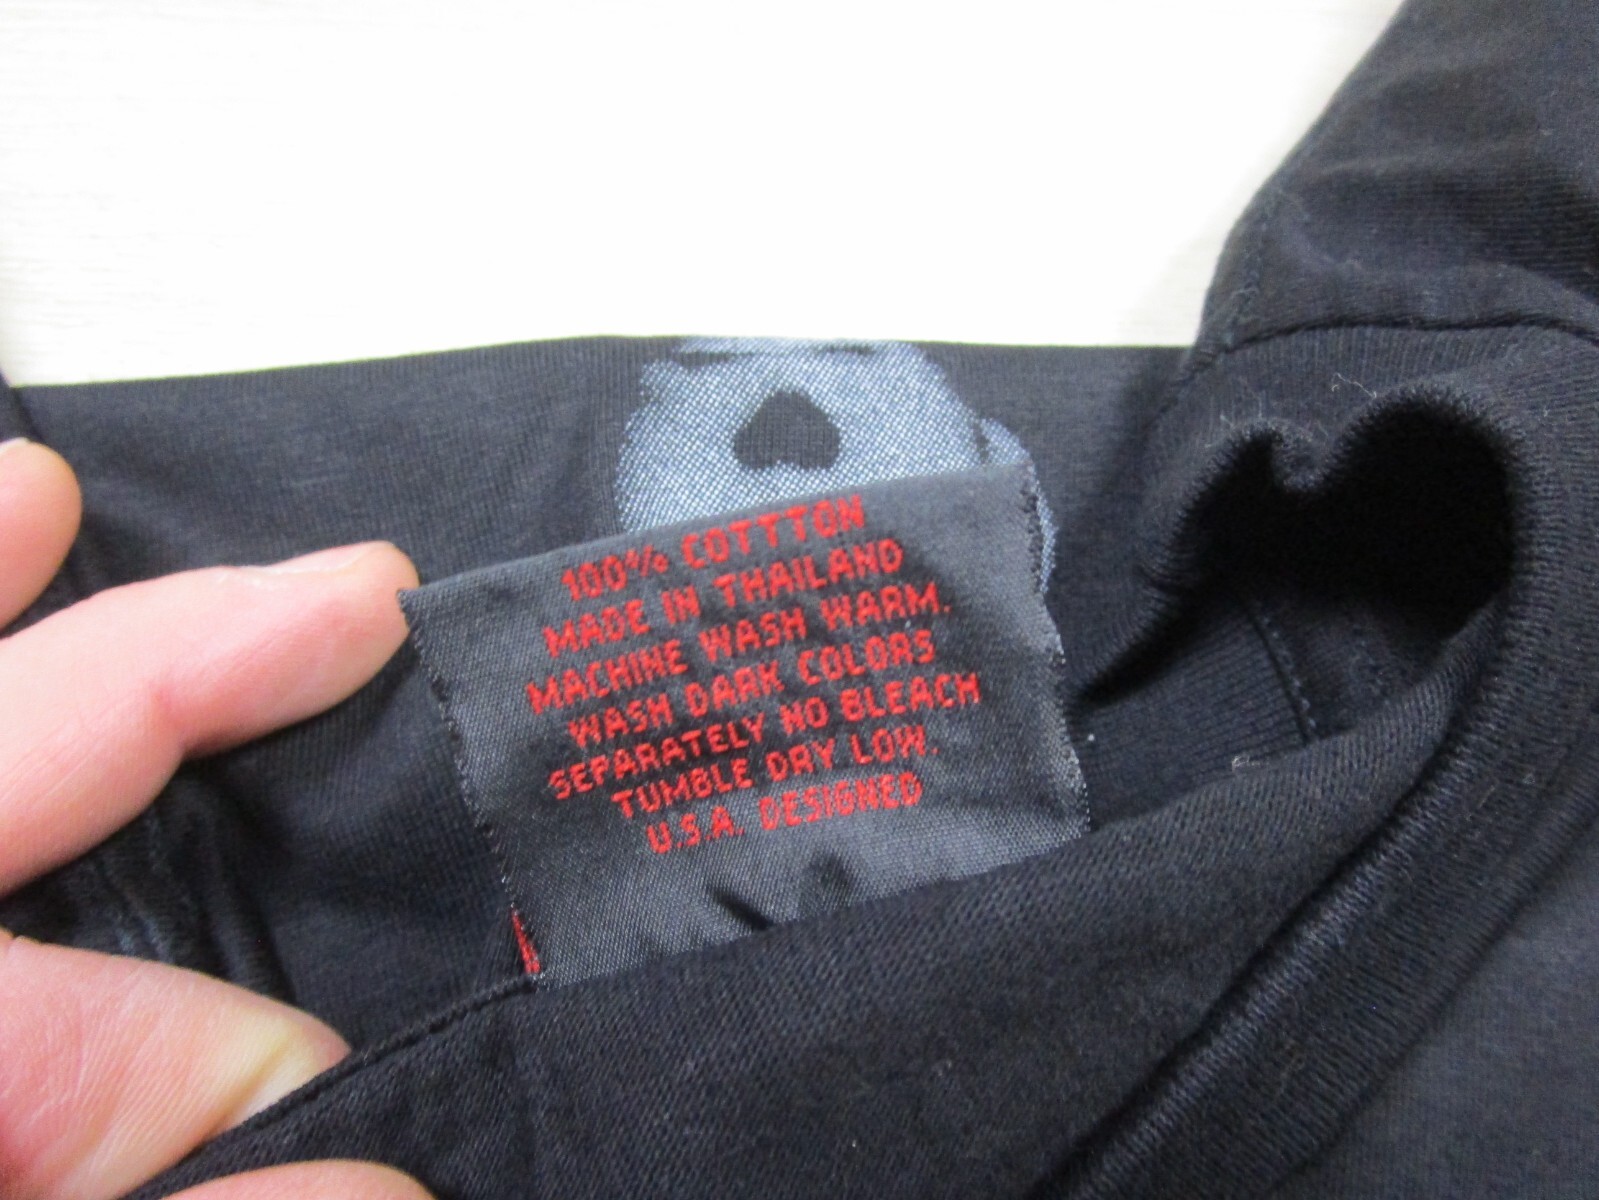 100% COTTTON
MADE IN THAILAND
MACHINE WASH WARM.
WASH DARK COLORS
SEPARATELY NO BLEACH
TUMBLE DRY LOW.
U.S.A. DESIGNED